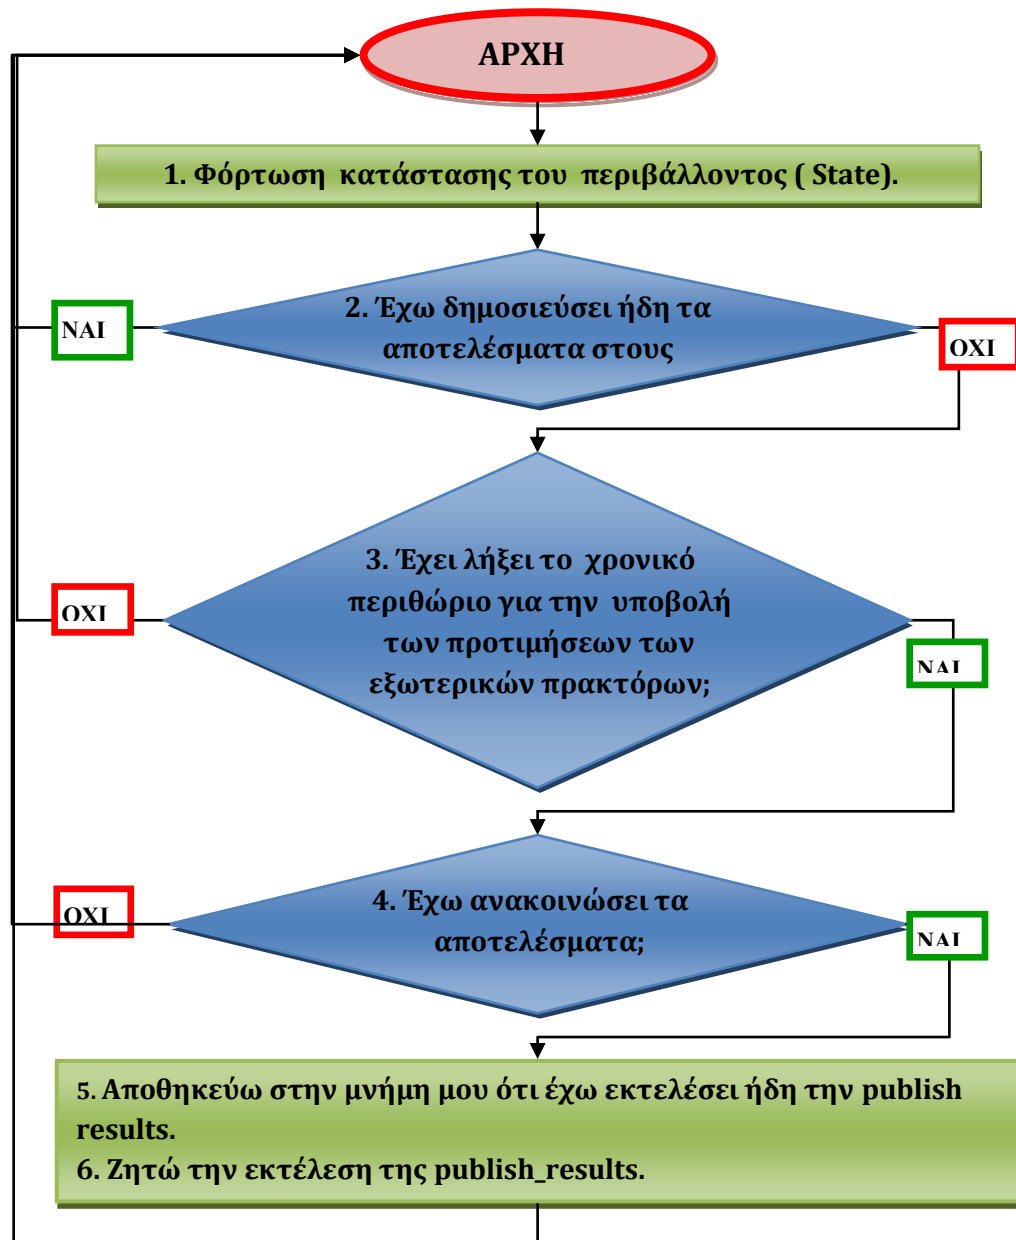 ΑΡΧΗ
1. Φόρτωση κατάστασης του περιβάλλοντος ( State).
2. Έχω δημοσιεύσει ήδη τα
αποτελέσματα στους
ΝΑΙ
ΟΧΙ
3. Έχει λήξει το χρονικό
περιθώριο για την υποβολή
των προτιμήσεων των
εξωτερικών πρακτόρων;
ΟΧΙ
ΝΑΙ
4. Έχω ανακοινώσει τα
αποτελέσματα;
ΟΧΙ
ΝΑΙ
5. Αποθηκεύω στην μνήμη μου ότι έχω εκτελέσει ήδη την publish
results.
6. Ζητώ την εκτέλεση της publish_results.